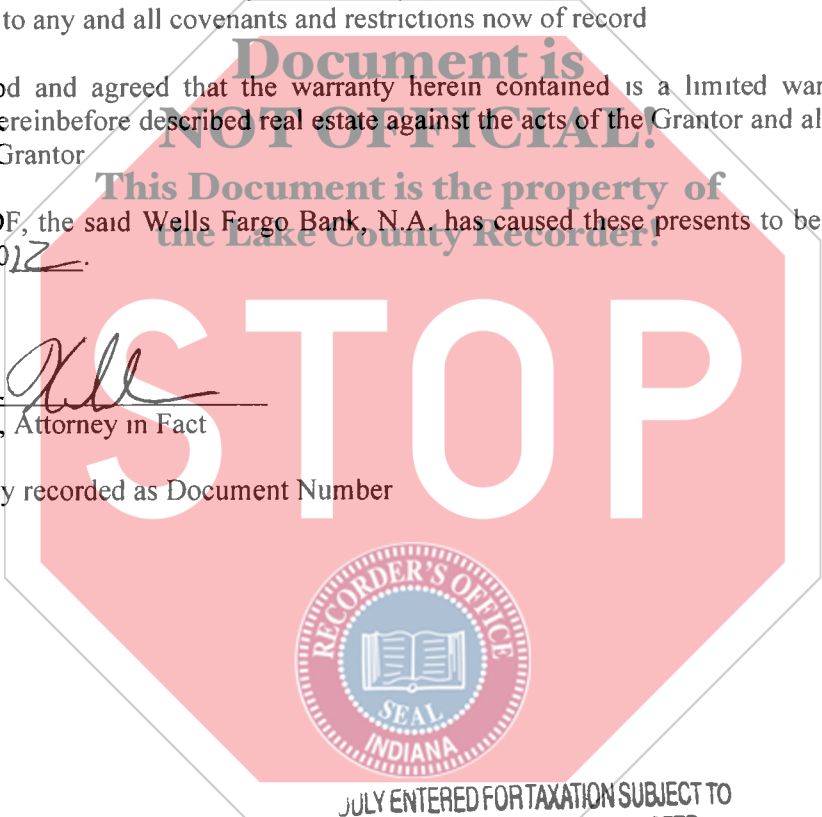 to any and all covenants and restrictions now of record
Document is
od and agreed that the warranty herein contained is a limited war
NOT OFFICIAL!
ereinbefore described real estate against the acts of the Grantor and al
Grantor
This Document is the property of
OF, the said Wells Fargo Bank, N.A. has caused these presents to be
the Lake County Recorder!
012.
STOP
, Attorney in Fact
y recorded as Document Number
RECORDER'S OFFICE
SEAL
INDIANA
JULY ENTERED FOR TAXATION SUBJECT TO